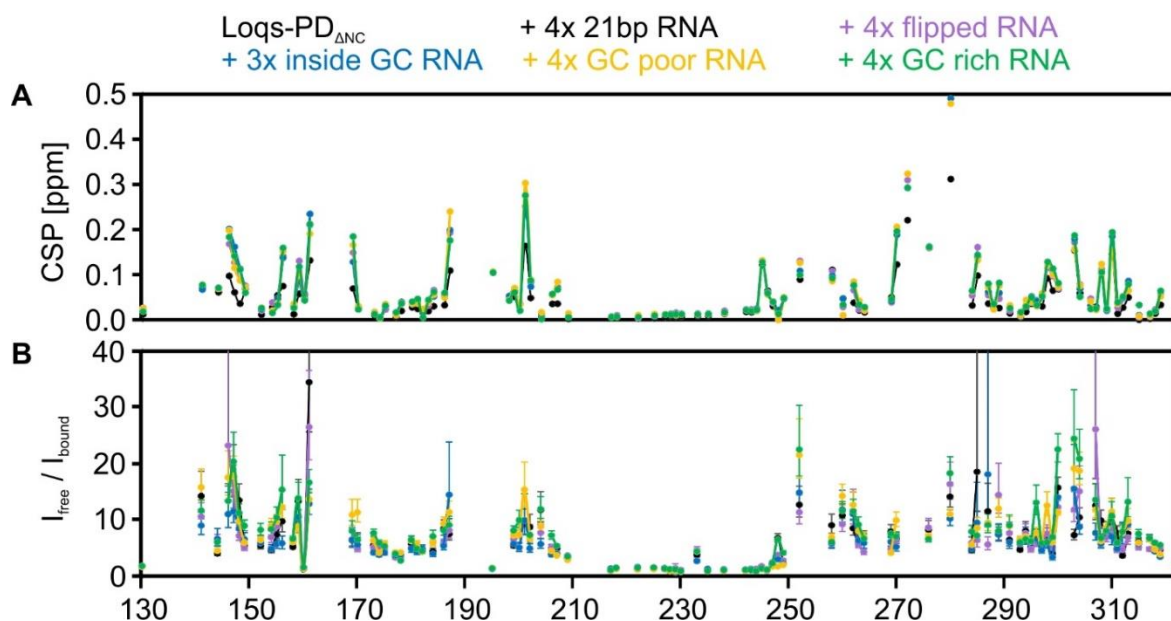 Loqs-PDΔNC + 4x 21bp RNA + 4x flipped RNA
+ 3x inside GC RNA + 4x GC poor RNA + 4x GC rich RNA
A
CSP [ppm]
0.5
0.4
0.3
0.2
0.1
0.0
B
Ifree / Ibound
40
30
20
10
0
130 150 170 190 210 230 250 270 290 310